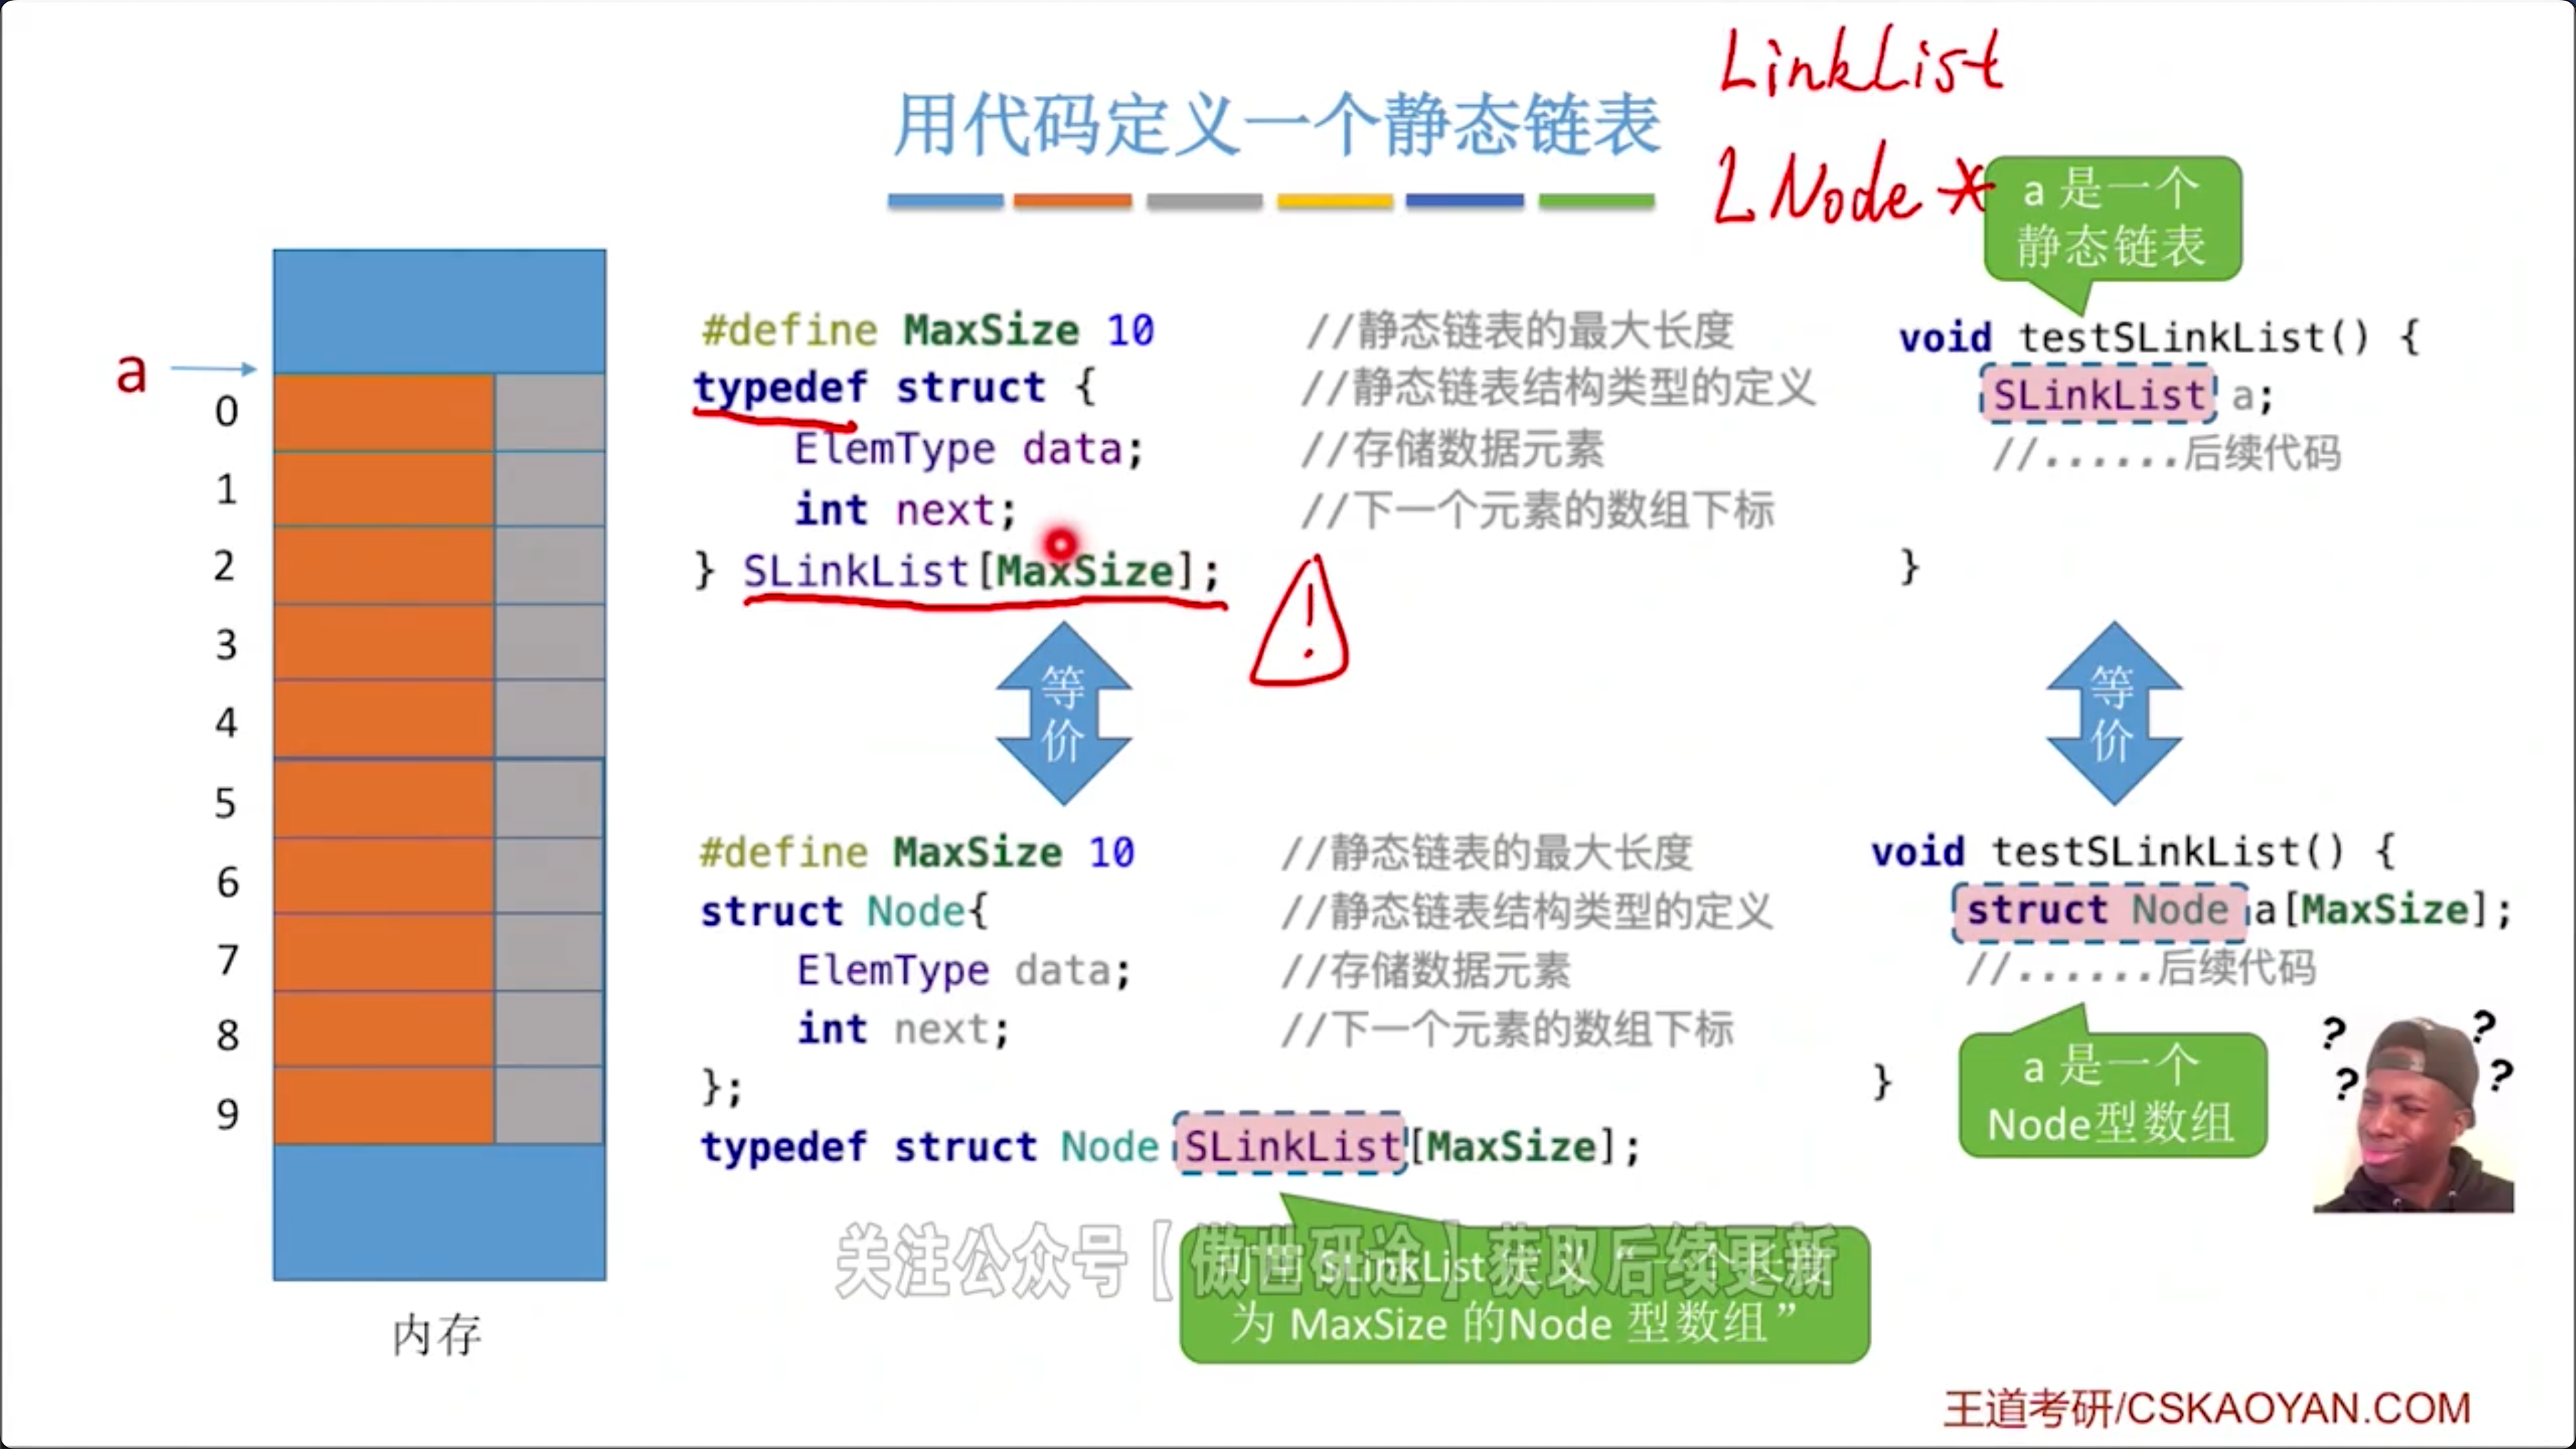 LinkList
LNode *
用代码定义一个静态链表
a 是一个
静态链表
a
0
1
2
3
4
5
6
7
8
9
内存
#define MaxSize 10 //静态链表的最大长度
typedef struct { //静态链表结构类型的定义
ElemType data; //存储数据元素
int next; //下一个元素的数组下标
} SLinkList[MaxSize];
!
void testSLinkList() {
SLinkList a;
//......后续代码
}
等
价
等
价
#define MaxSize 10 //静态链表的最大长度
struct Node{ //静态链表结构类型的定义
ElemType data; //存储数据元素
int next; //下一个元素的数组下标
};
typedef struct Node SLinkList[MaxSize];
void testSLinkList() {
struct Node a[MaxSize];
//......后续代码
}
a 是一个
Node型数组
? ? ? ?
关注公众号【傲世研途】获取后续更新
可用 SLinkList 定义“一个长度
为 MaxSize 的Node 型数组”
王道考研/CSKAOYAN.COM